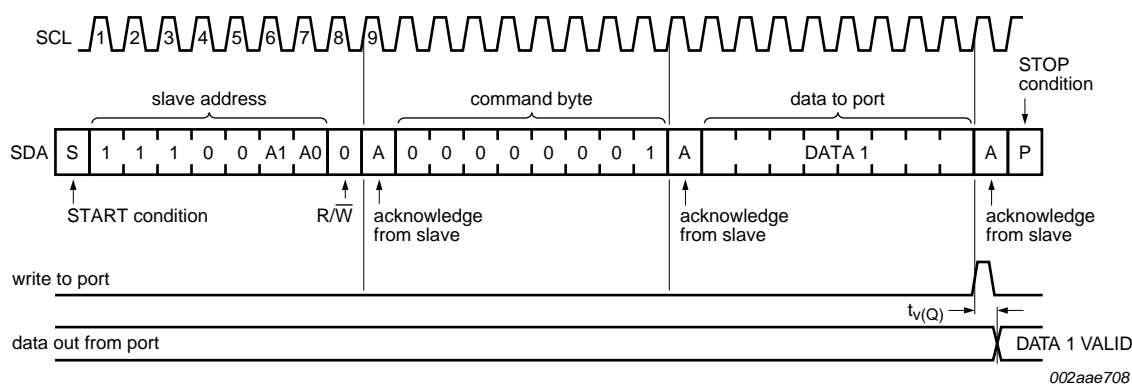 SCL 1 2 3 4 5 6 7 8 9
STOP
condition
slave address command byte data to port
SDA S 1 1 1 0 0 A1 A0 0 A 0 0 0 0 0 0 0 1 A DATA 1 A P
START condition R/W̅ acknowledge from slave acknowledge from slave acknowledge from slave
write to port
tv(Q)
data out from port DATA 1 VALID
002aae708